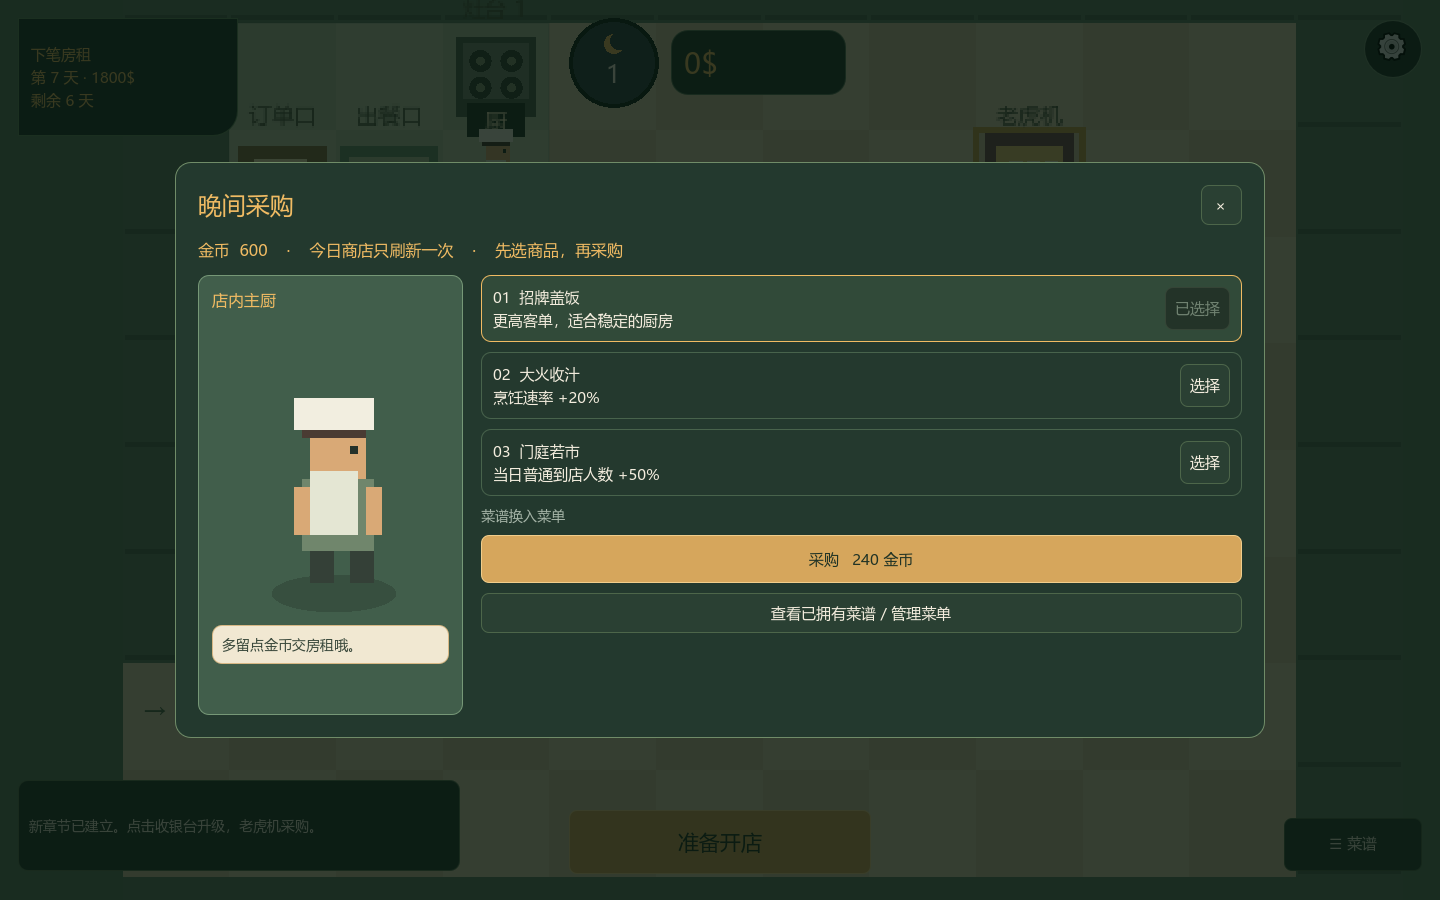 灶台 1
下笔房租
第 7 天 · 1800$
剩余 6 天
1
0$
订单口
出餐口
厨
老虎机
晚间采购
×
金币 600 · 今日商店只刷新一次 · 先选商品，再采购
店内主厨
01 招牌盖饭
更高客单，适合稳定的厨房
已选择
02 大火收汁
烹饪速率 +20%
选择
03 门庭若市
当日普通到店人数 +50%
选择
菜谱换入菜单
采购 240 金币
查看已拥有菜谱 / 管理菜单
多留点金币交房租哦。
→
新章节已建立。点击收银台升级，老虎机采购。
准备开店
☰ 菜谱